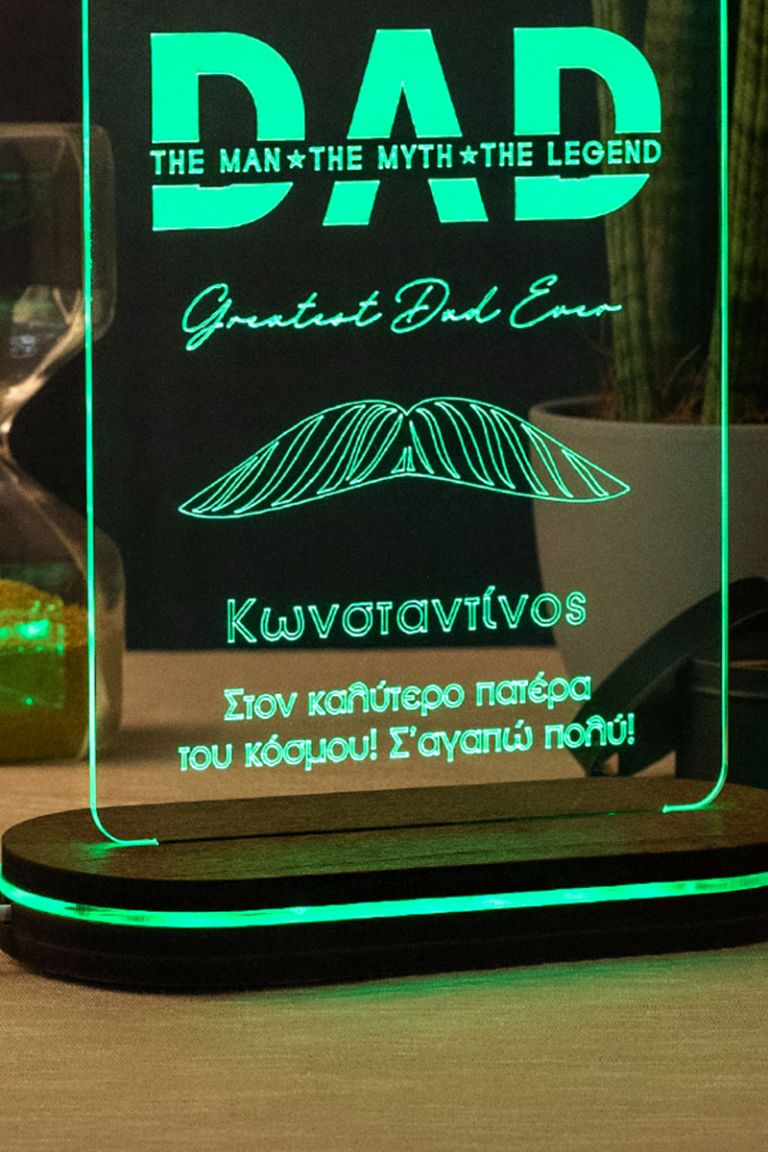 DAD
THE MAN★THE MYTH★THE LEGEND
Greatest Dad Ever
Κωνσταντίνος
Στον καλύτερο πατέρα
του κόσμου! Σ'αγαπώ πολύ!